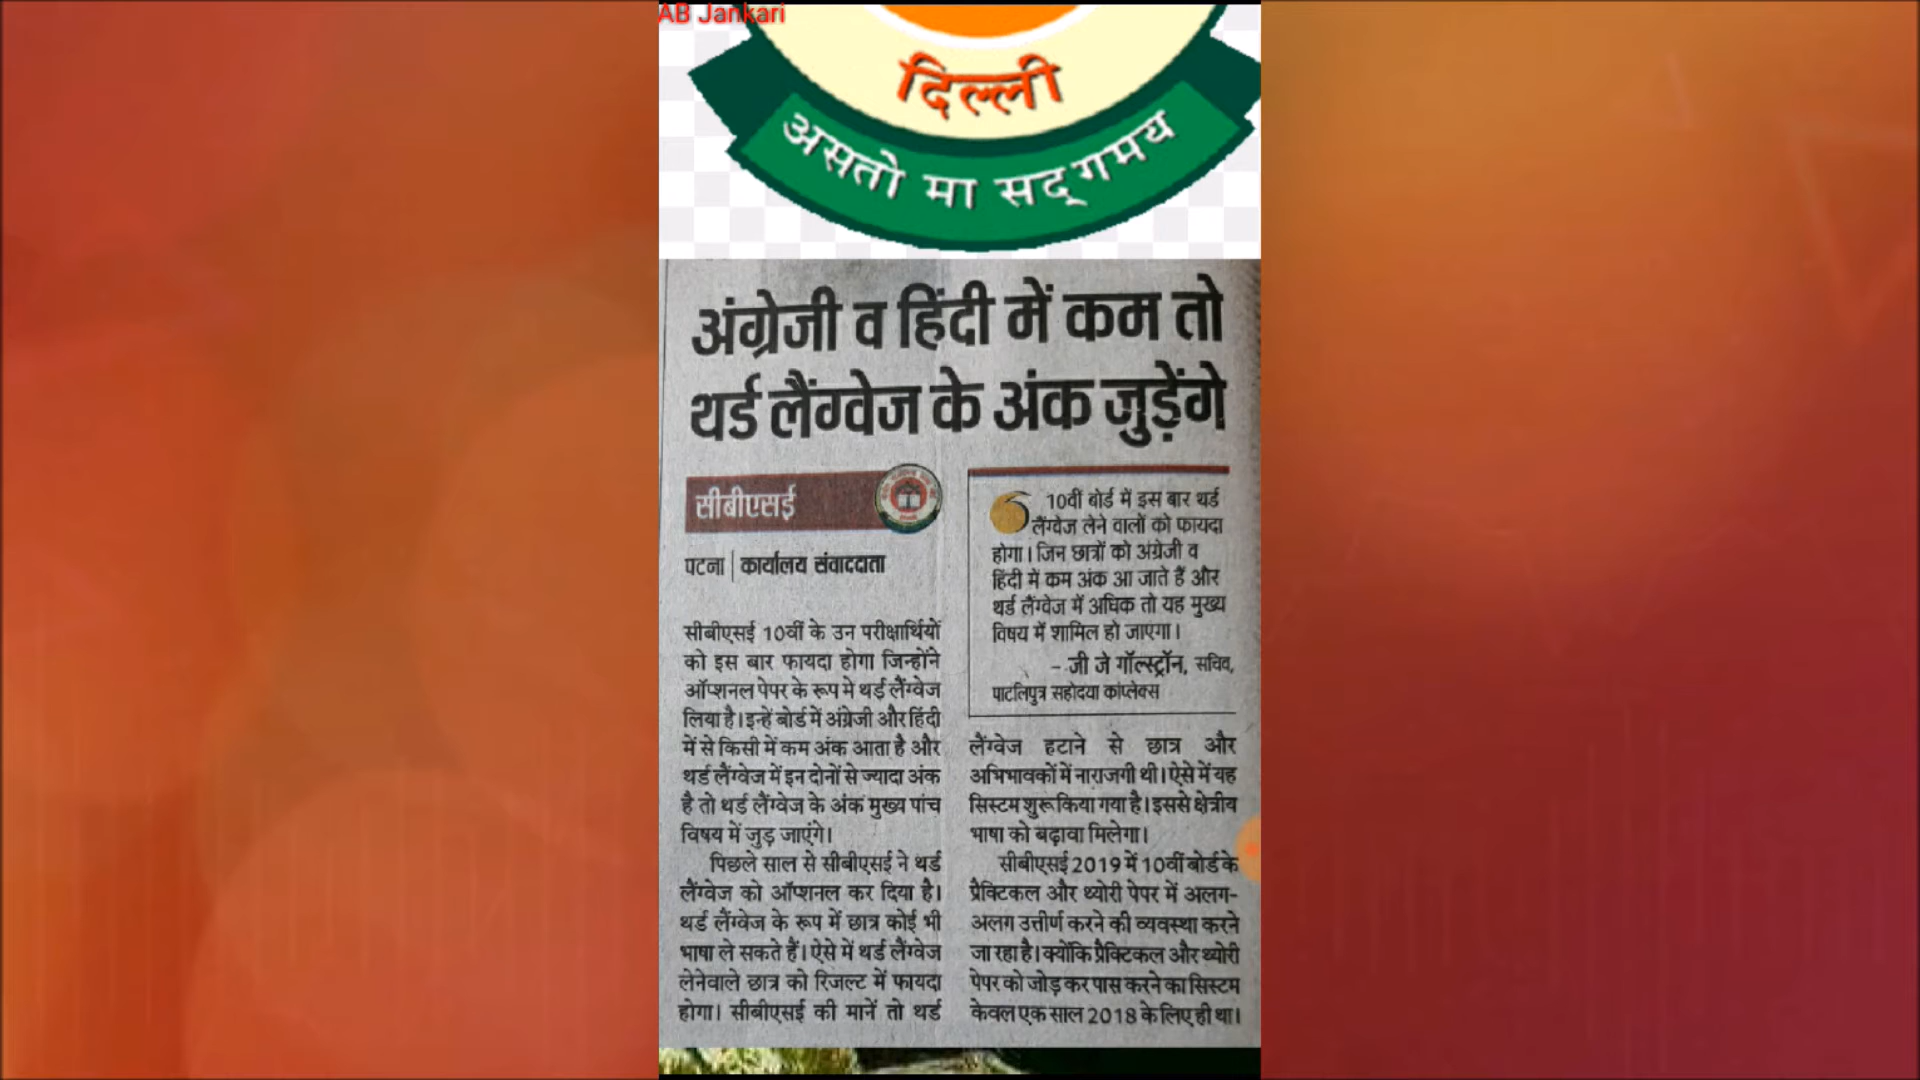 AB Jankari
दिल्ली
असतो मा सद्गमय
अंग्रेजी व हिंदी में कम तो
थर्ड लैंग्वेज के अंक जुड़ेंगे
सीबीएसई
पटना | कार्यालय संवाददाता
सीबीएसई 10वीं के उन परीक्षार्थियों
को इस बार फायदा होगा जिन्होंने
ऑप्शनल पेपर के रूप मे थर्ड लैंग्वेज
लिया है। इन्हें बोर्ड में अंग्रेजी और हिंदी
में से किसी में कम अंक आता है और
थर्ड लैंग्वेज में इन दोनों से ज्यादा अंक
है तो थर्ड लैंग्वेज के अंक मुख्य पांच
विषय में जुड़ जाएंगे।
पिछले साल से सीबीएसई ने थर्ड
लैंग्वेज को ऑप्शनल कर दिया है।
थर्ड लैंग्वेज के रूप में छात्र कोई भी
भाषा ले सकते हैं। ऐसे में थर्ड लैंग्वेज
लेनेवाले छात्र को रिजल्ट में फायदा
होगा। सीबीएसई की मानें तो थर्ड
10वीं बोर्ड में इस बार थर्ड
लैंग्वेज लेने वालों को फायदा
होगा। जिन छात्रों को अंग्रेजी व
हिंदी में कम अंक आ जाते हैं और
थर्ड लैंग्वेज में अधिक तो यह मुख्य
विषय में शामिल हो जाएगा।
- जी जे गॉल्स्ट्रॉन, सचिव,
पाटलिपुत्र सहोदया कांप्लेक्स
लैंग्वेज हटाने से छात्र और
अभिभावकों में नाराजगी थी। ऐसे में यह
सिस्टम शुरू किया गया है। इससे क्षेत्रीय
भाषा को बढ़ावा मिलेगा।
सीबीएसई 2019 में 10वीं बोर्ड के
प्रैक्टिकल और थ्योरी पेपर में अलग-
अलग उत्तीर्ण करने की व्यवस्था करने
जा रहा है। क्योंकि प्रैक्टिकल और थ्योरी
पेपर को जोड़ कर पास करने का सिस्टम
केवल एक साल 2018 के लिए ही था।